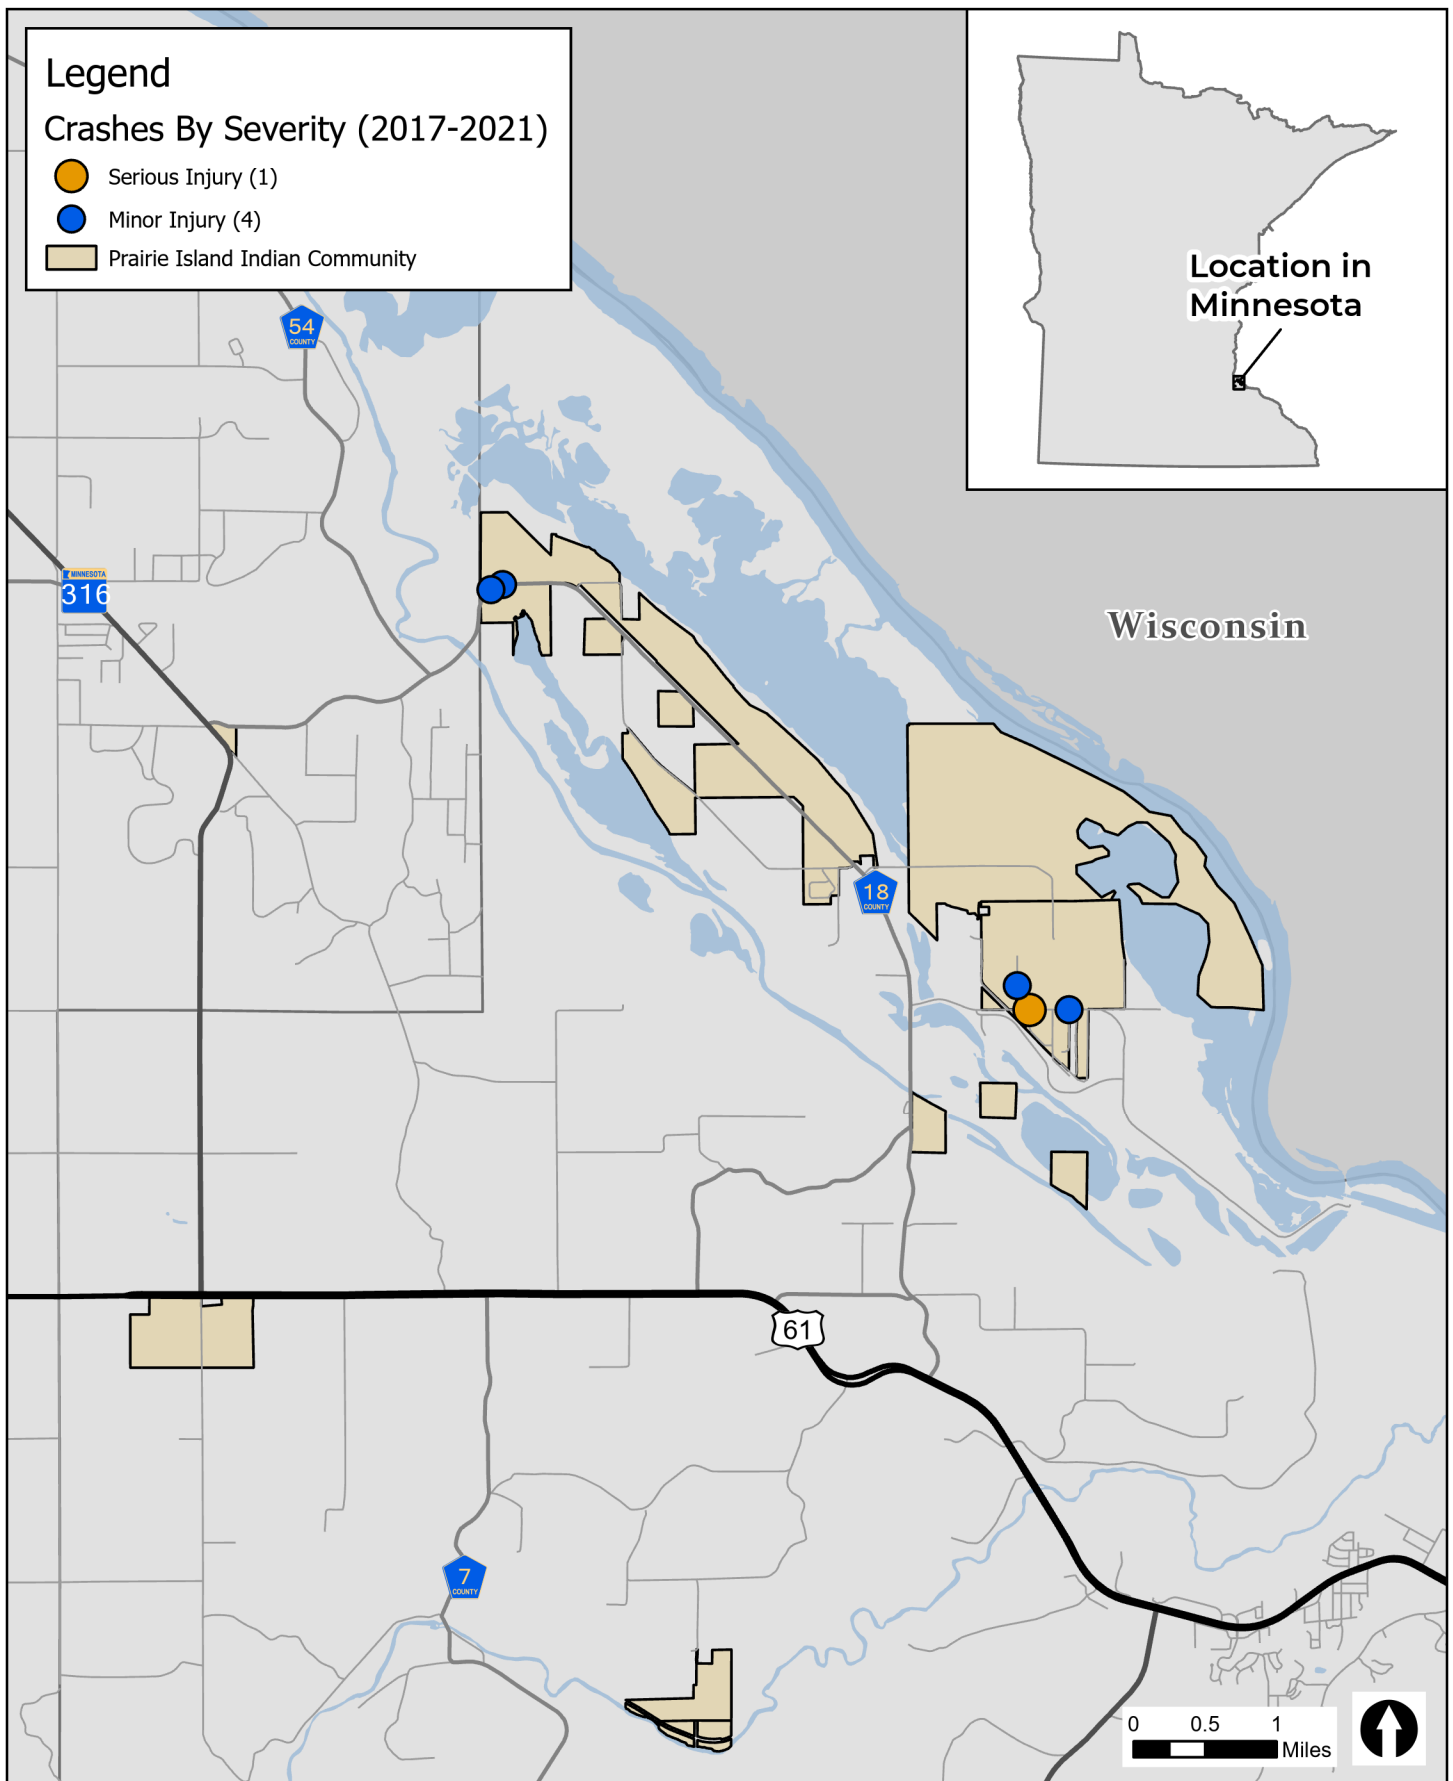 Legend
Crashes By Severity (2017-2021)
Serious Injury (1)
Minor Injury (4)
Prairie Island Indian Community
Location in
Minnesota
54
COUNTY
MINNESOTA
316
Wisconsin
18
COUNTY
61
7
COUNTY
0 0.5 1
Miles